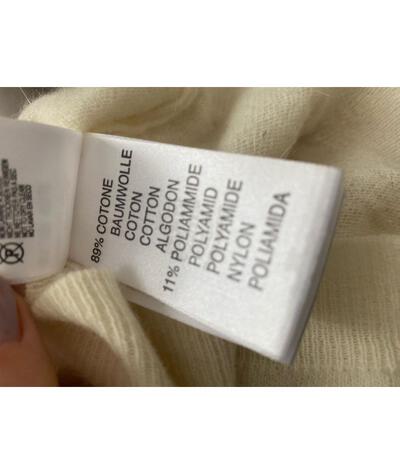 89% COTONE
BAUMWOLLE
COTON
COTTON
ALGODON
11% POLIAMMIDE
POLYAMID
POLYAMIDE
NYLON
POLIAMIDA